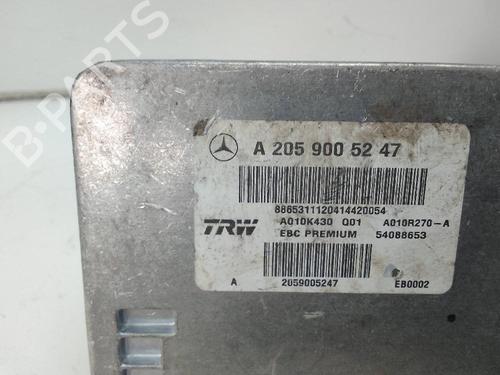 B-PARTS
A 205 900 52 47
8865311120414420054
A010K430 Q01 A010R270-A
TRW
EBC PREMIUM 54088653
A 2059005247 EB0002